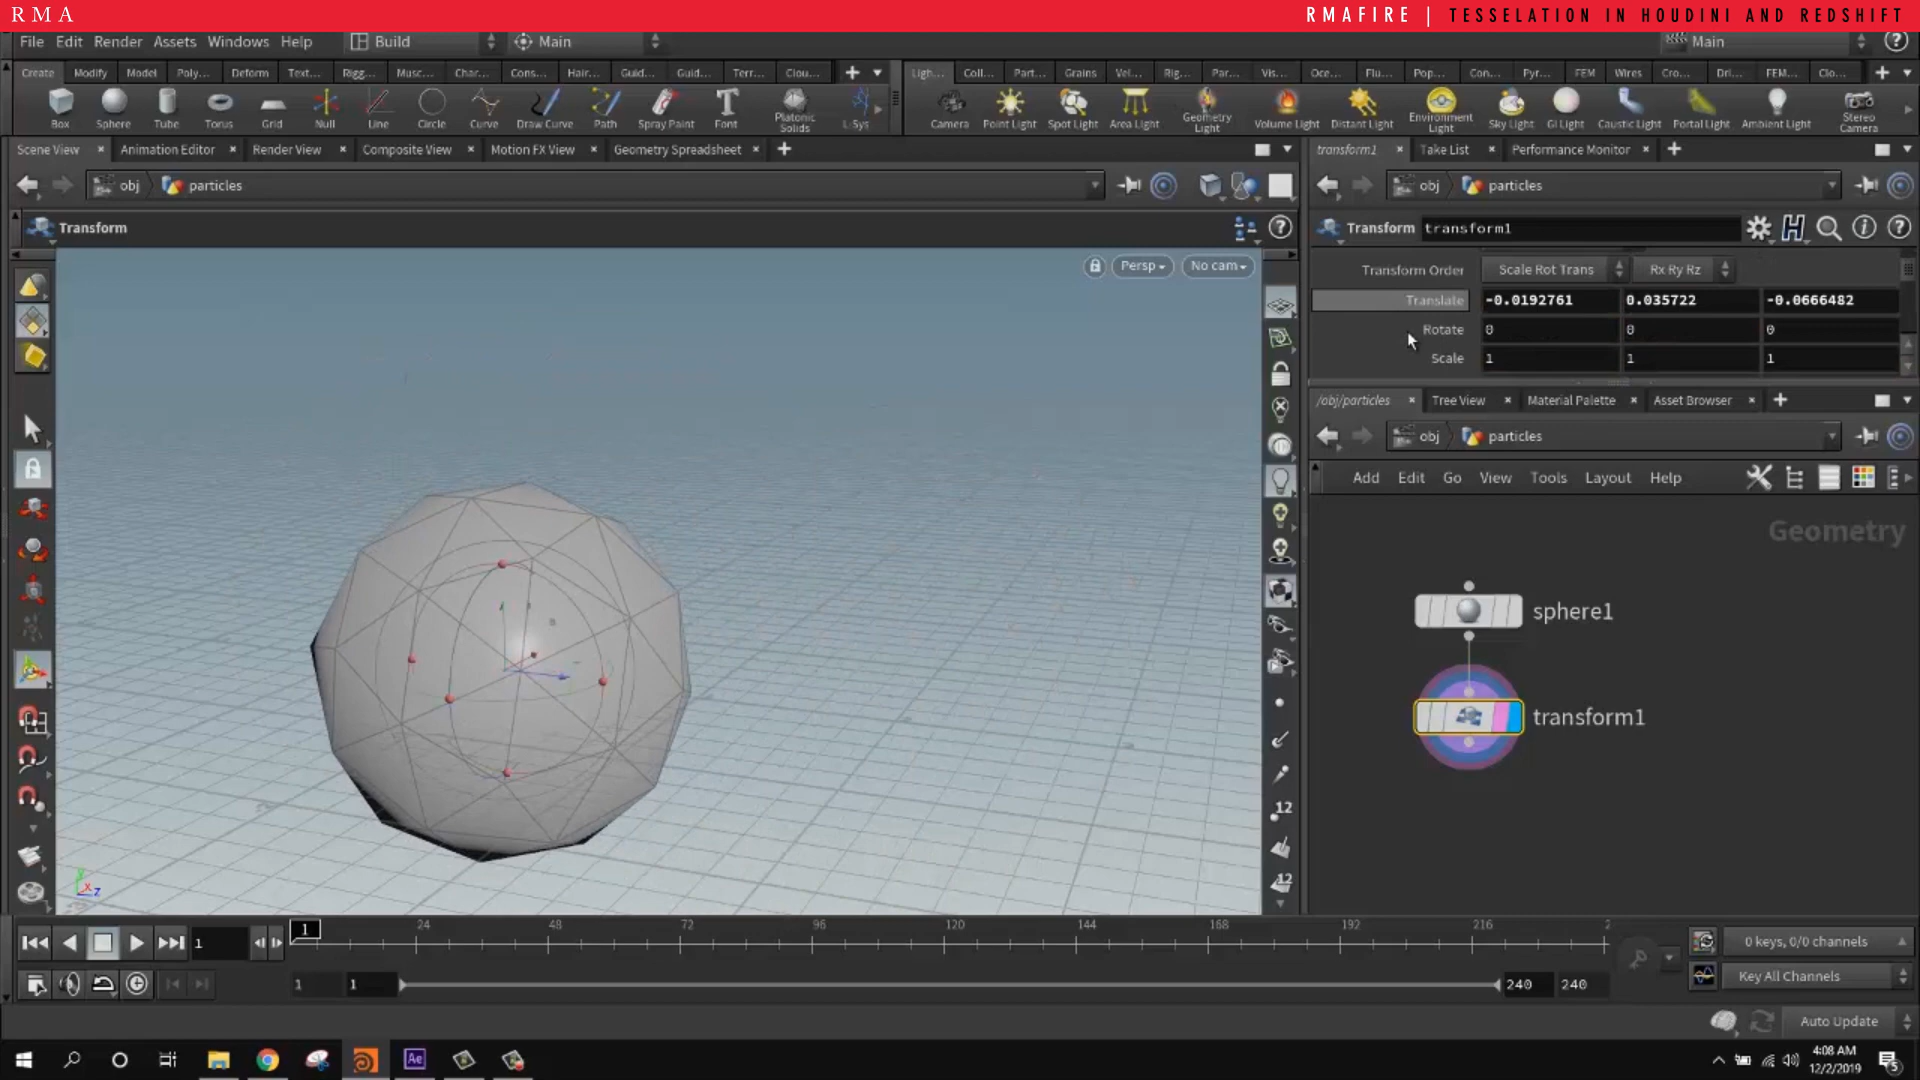 RMA
RMAFIRE | TESSELATION IN HOUDINI AND REDSHIFT
File Edit Render Assets Windows Help Build Main Main
Create Modify Model Poly... Deform Text... Rigg... Musc... Char... Cons... Hair... Guid... Guid... Terr... Clou... Ligh... Coll... Part... Grains Vel... Rig... Par... Vis... Oce... Flu... Pop... Con... Pyr... FEM Wires Cro... Dri... FEM... Clo...
Box Sphere Tube Torus Grid Null Line Circle Curve Draw Curve Path Spray Paint Font Platonic Solids L-Sys Camera Point Light Spot Light Area Light Geometry Light Volume Light Distant Light Environment Light Sky Light GI Light Caustic Light Portal Light Ambient Light Stereo Camera
Scene View Animation Editor Render View Composite View Motion FX View Geometry Spreadsheet
transform1 Take List Performance Monitor
obj particles
obj particles
Transform
Transform transform1
Persp No cam
Transform Order Scale Rot Trans Rx Ry Rz
Translate -0.0192761 0.035722 -0.0666482
Rotate 0 0 0
Scale 1 1 1
/obj/particles Tree View Material Palette Asset Browser
obj particles
Add Edit Go View Tools Layout Help
Geometry
sphere1
transform1
12
12
y x z
1 24 48 72 96 120 144 168 192 216 2
1
0 keys, 0/0 channels
1 1 240 240
Key All Channels
Auto Update
Ae
4:08 AM
12/2/2019
5